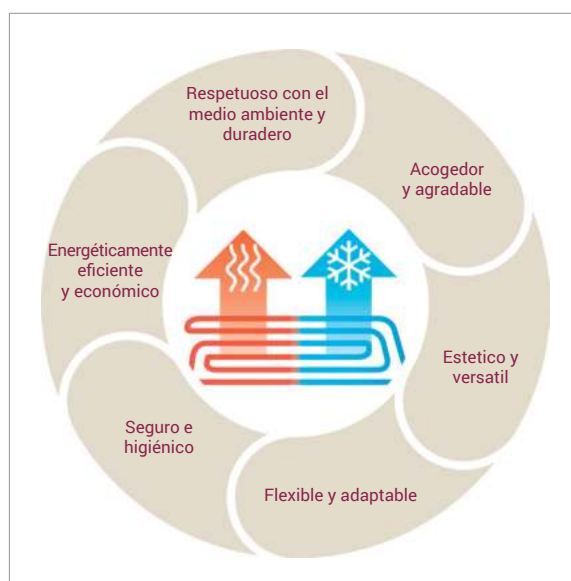 Respetuoso con el
medio ambiente y
duradero
Acogedor
y agradable
Estetico y
versatil
Flexible y adaptable
Seguro e
higiénico
Energéticamente
eficiente
y económico